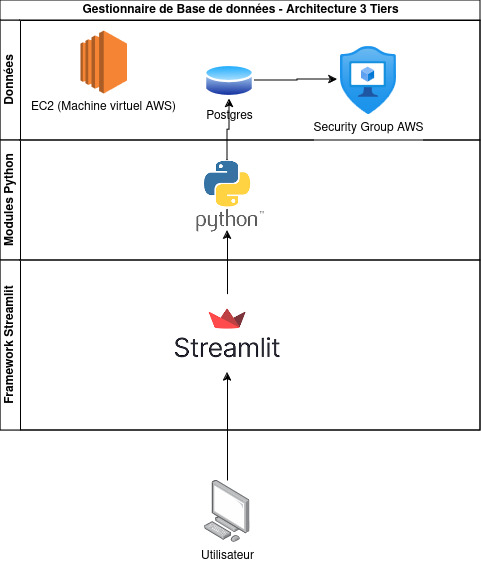 Gestionnaire de Base de données - Architecture 3 Tiers
Données
EC2 (Machine virtuel AWS)
Postgres
Security Group AWS
Modules Python
python™
Framework Streamlit
Streamlit
Utilisateur